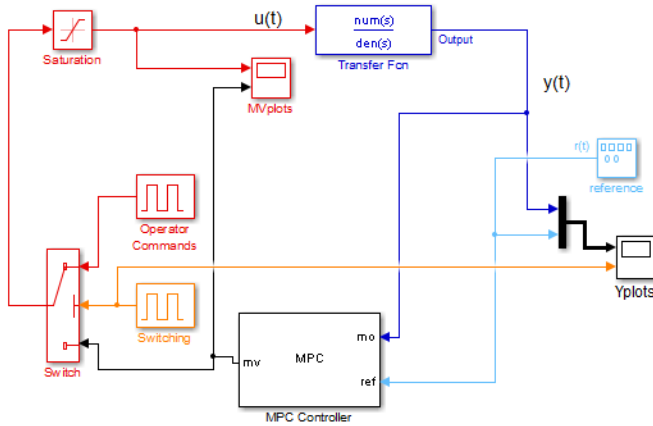 u(t)
num(s)
den(s)
Output
Saturation
Transfer Fcn
MVplots
y(t)
r(t)
reference
Operator
Commands
Yplots
Switching
Switch
mo
MPC
mv
ref
MPC Controller